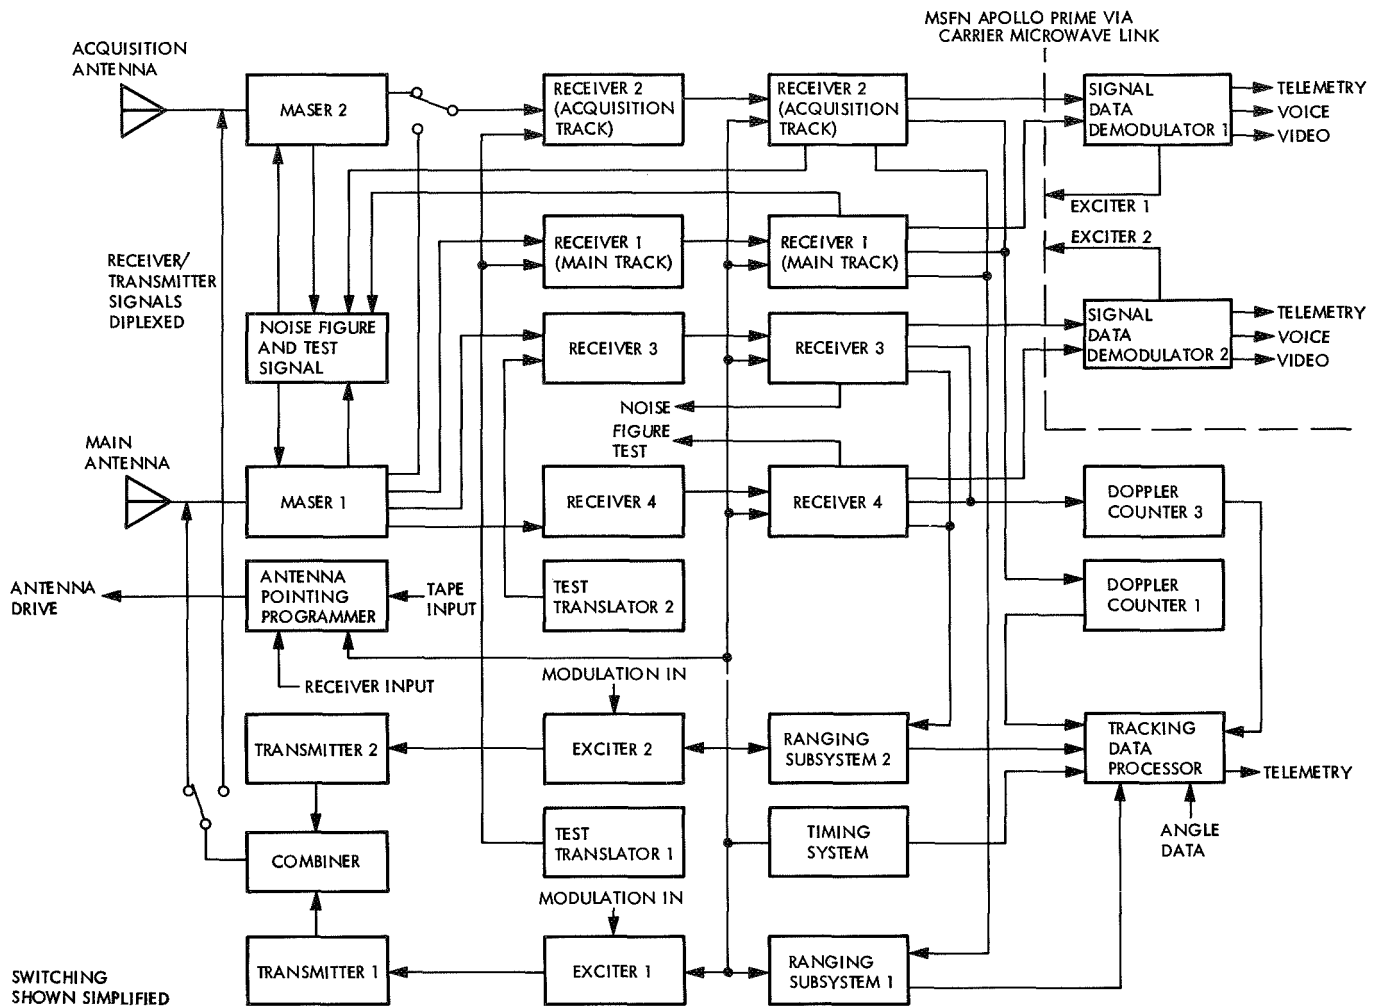 MSFN APOLLO PRIME VIA
CARRIER MICROWAVE LINK
ACQUISITION
ANTENNA
MASER 2
RECEIVER 2
(ACQUISITION
TRACK)
RECEIVER 2
(ACQUISITION
TRACK)
SIGNAL
DATA
DEMODULATOR 1
TELEMETRY
VOICE
VIDEO
EXCITER 1
EXCITER 2
RECEIVER/
TRANSMITTER
SIGNALS
DIPLEXED
RECEIVER 1
(MAIN TRACK)
RECEIVER 1
(MAIN TRACK)
NOISE FIGURE
AND TEST
SIGNAL
RECEIVER 3
RECEIVER 3
SIGNAL
DATA
DEMODULATOR 2
TELEMETRY
VOICE
VIDEO
NOISE
FIGURE
TEST
MAIN
ANTENNA
MASER 1
RECEIVER 4
RECEIVER 4
DOPPLER
COUNTER 3
ANTENNA
DRIVE
ANTENNA
POINTING
PROGRAMMER
TAPE
INPUT
TEST
TRANSLATOR 2
DOPPLER
COUNTER 1
RECEIVER INPUT
MODULATION IN
TRANSMITTER 2
EXCITER 2
RANGING
SUBSYSTEM 2
TRACKING
DATA
PROCESSOR
TELEMETRY
COMBINER
TEST
TRANSLATOR 1
TIMING
SYSTEM
ANGLE
DATA
MODULATION IN
TRANSMITTER 1
EXCITER 1
RANGING
SUBSYSTEM 1
SWITCHING
SHOWN SIMPLIFIED